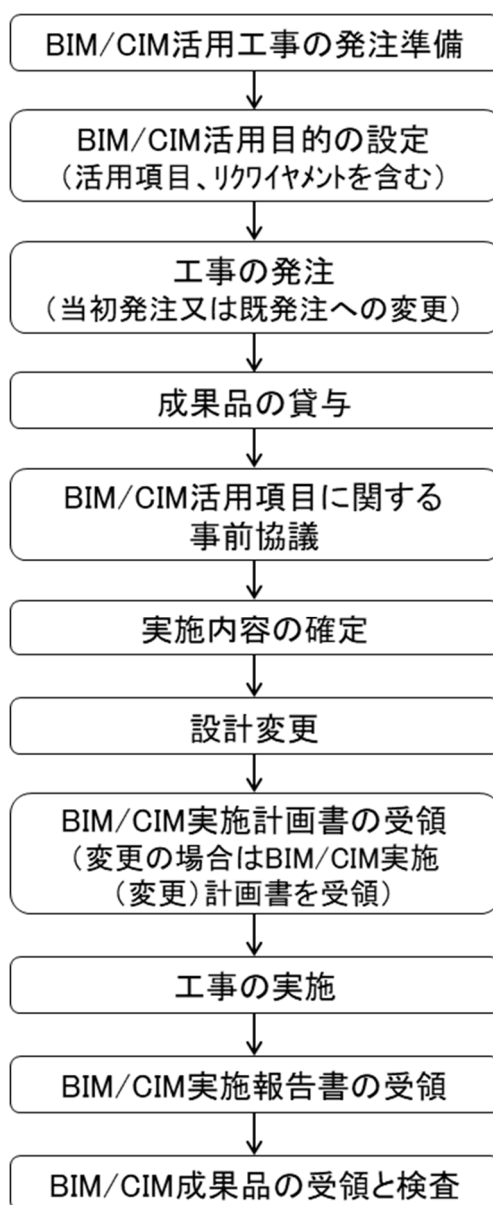 BIM/CIM活用工事の発注準備
BIM/CIM活用目的の設定
（活用項目、ﾘｸﾜｲﾔﾒﾝﾄを含む）
工事の発注
（当初発注又は既発注への変更）
成果品の貸与
BIM/CIM活用項目に関する
事前協議
実施内容の確定
設計変更
BIM/CIM実施計画書の受領
（変更の場合はBIM/CIM実施
（変更）計画書を受領）
工事の実施
BIM/CIM実施報告書の受領
BIM/CIM成果品の受領と検査